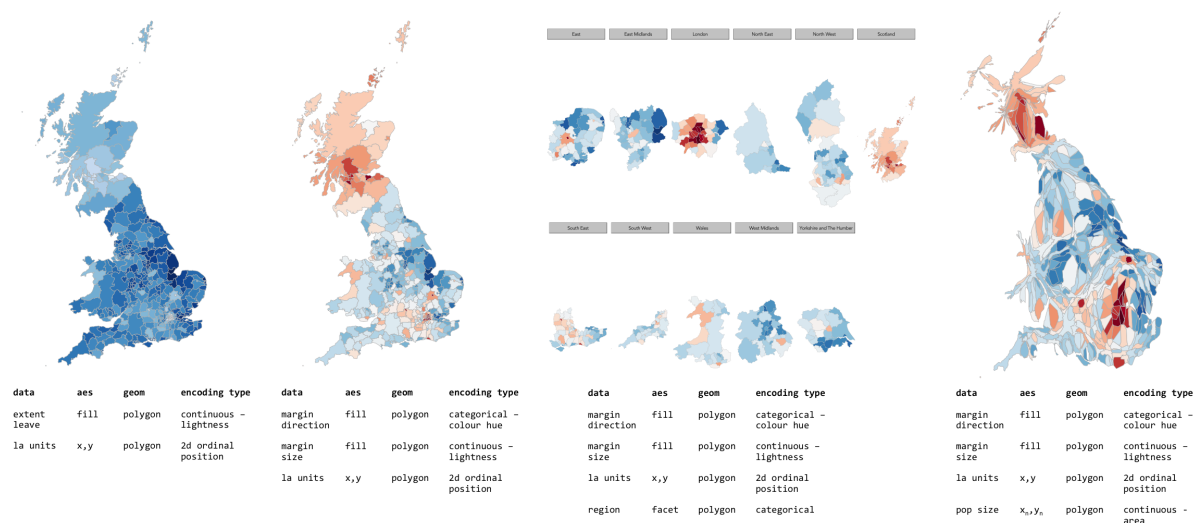 East East Midlands London North East North West Scotland
South East South West Wales West Midlands Yorkshire and The Humber
data aes geom encoding type
extent leave fill polygon continuous – lightness
la units x,y polygon 2d ordinal position
data aes geom encoding type
margin direction fill polygon categorical – colour hue
margin size fill polygon continuous – lightness
la units x,y polygon 2d ordinal position
data aes geom encoding type
margin direction fill polygon categorical – colour hue
margin size fill polygon continuous – lightness
la units x,y polygon 2d ordinal position
region facet polygon categorical
data aes geom encoding type
margin direction fill polygon categorical – colour hue
margin size fill polygon continuous – lightness
la units x,y polygon 2d ordinal position
pop size xn,yn polygon continuous - area